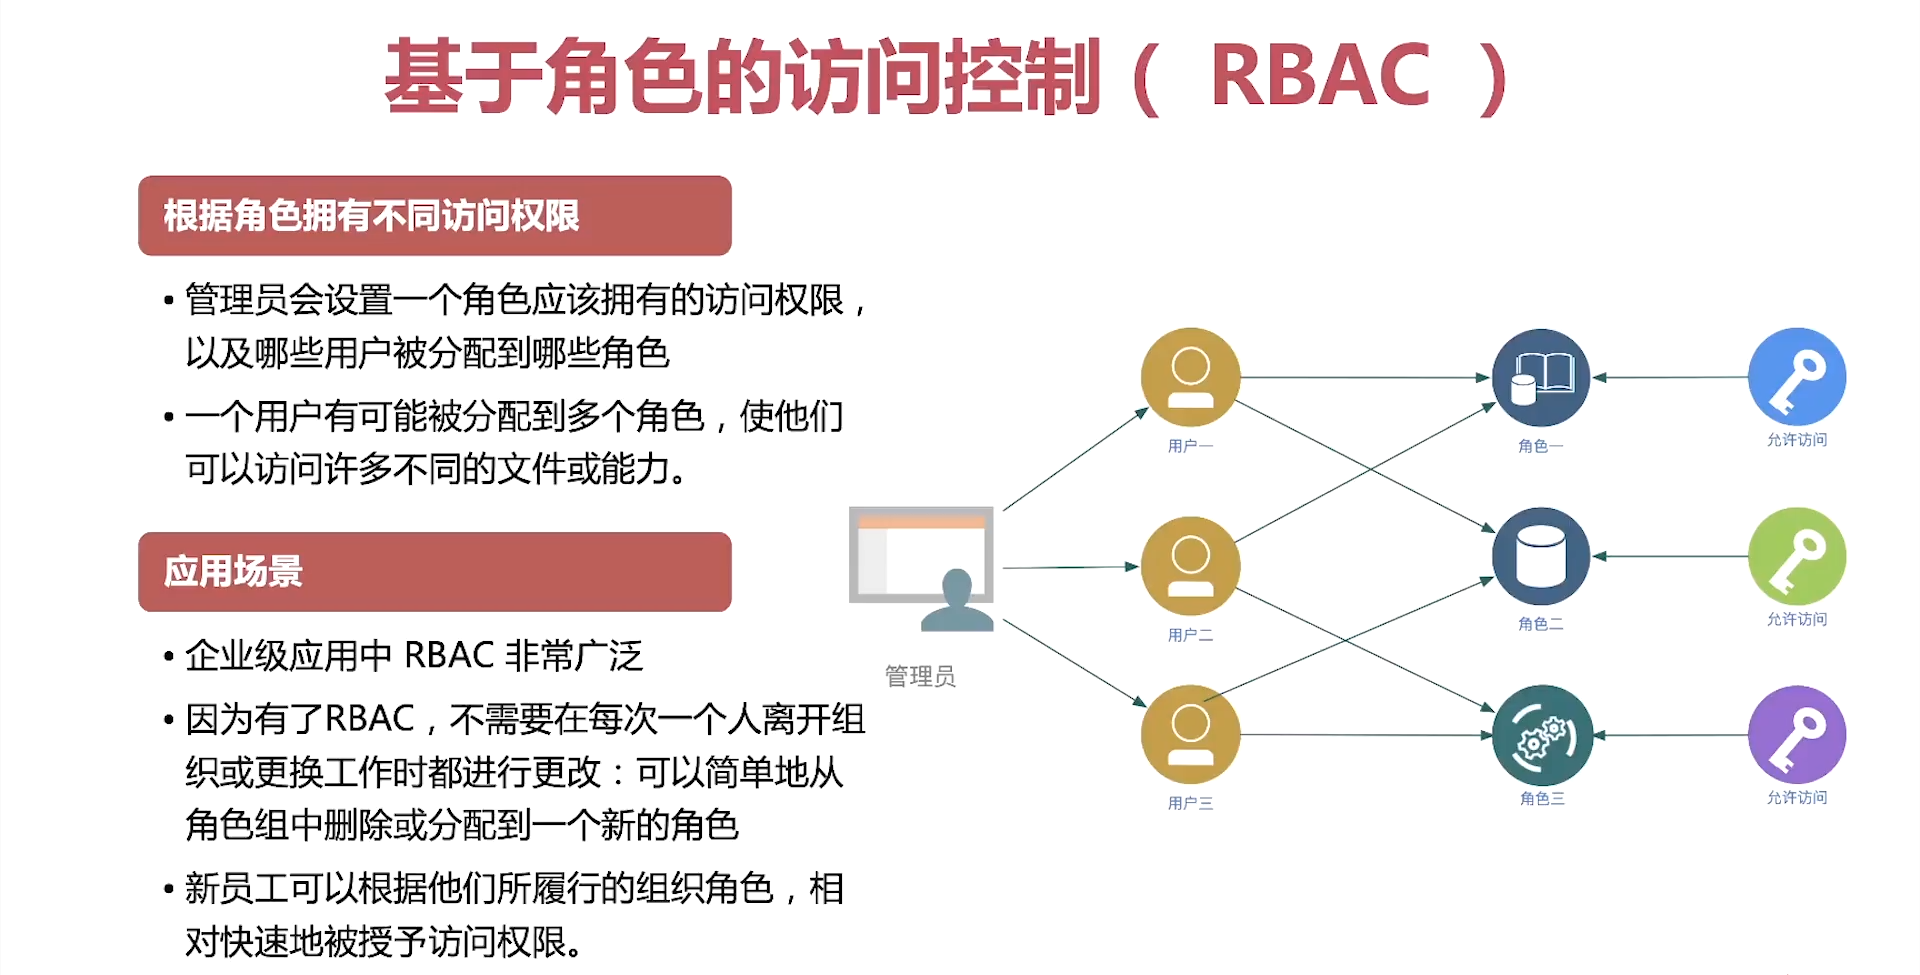 基于角色的访问控制（ RBAC ）
根据角色拥有不同访问权限
• 管理员会设置一个角色应该拥有的访问权限，
以及哪些用户被分配到哪些角色
• 一个用户有可能被分配到多个角色，使他们
可以访问许多不同的文件或能力。
应用场景
• 企业级应用中 RBAC 非常广泛
• 因为有了RBAC，不需要在每次一个人离开组
织或更换工作时都进行更改：可以简单地从
角色组中删除或分配到一个新的角色
• 新员工可以根据他们所履行的组织角色，相
对快速地被授予访问权限。
管理员
用户一
角色一
允许访问
用户二
角色二
允许访问
用户三
角色三
允许访问